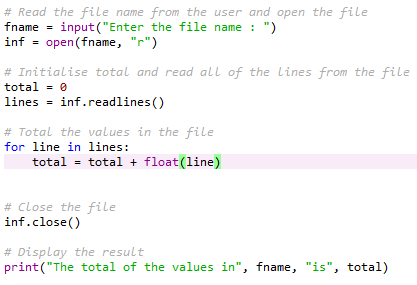 # Read the file name from the user and open the file
fname = input("Enter the file name : ")
inf = open(fname, "r")
# Initialise total and read all of the lines from the file
total = 0
lines = inf.readlines()
# Total the values in the file
for line in lines:
    total = total + float(line)
# Close the file
inf.close()
# Display the result
print("The total of the values in", fname, "is", total)